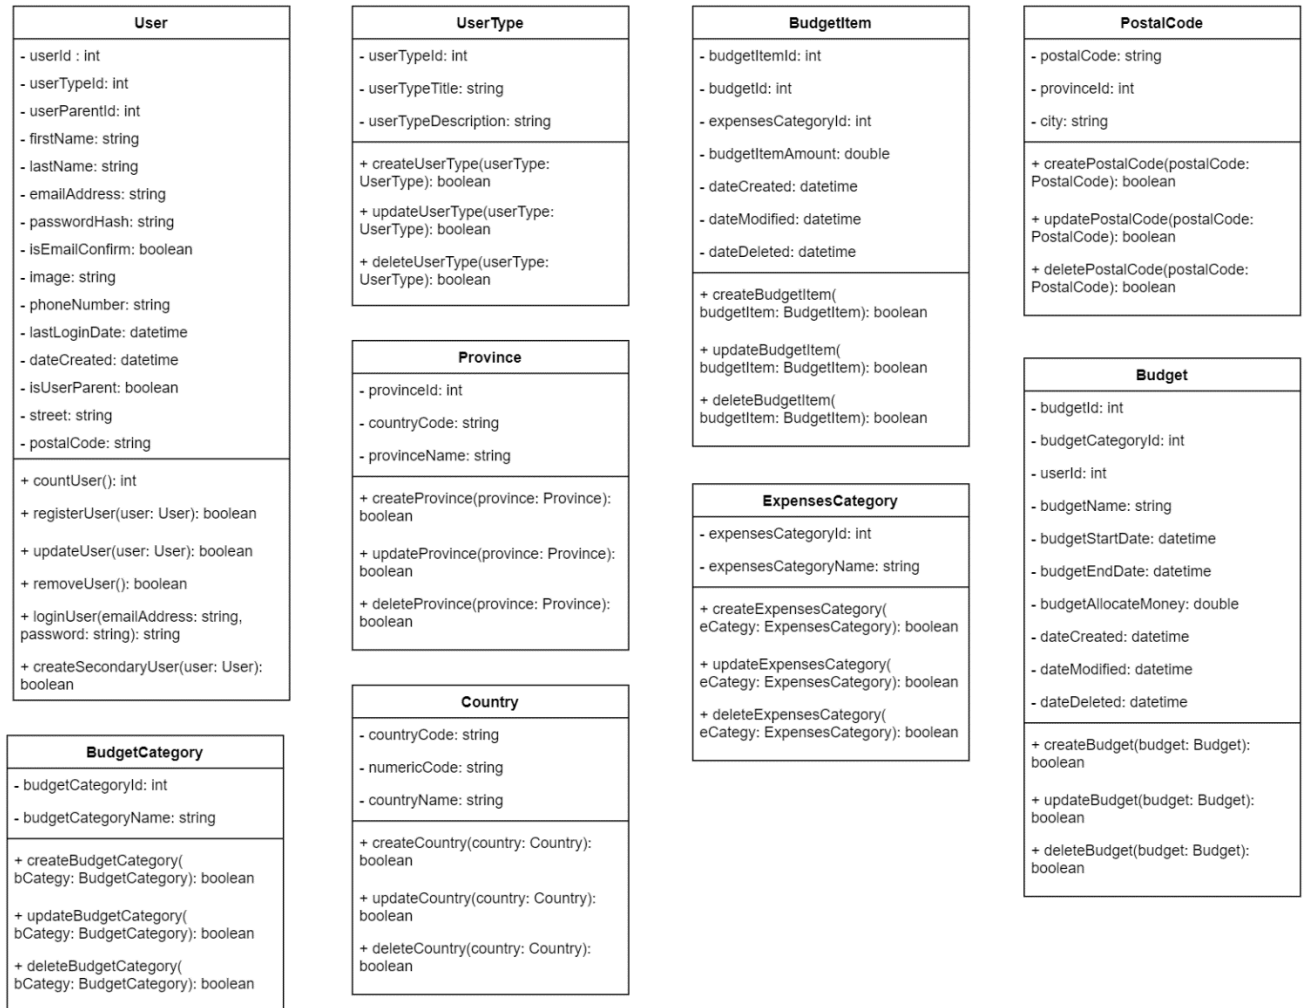 User
- userId : int
- userTypeId: int
- userParentId: int
- firstName: string
- lastName: string
- emailAddress: string
- passwordHash: string
- isEmailConfirm: boolean
- image: string
- phoneNumber: string
- lastLoginDate: datetime
- dateCreated: datetime
- isUserParent: boolean
- street: string
- postalCode: string
+ countUser(): int
+ registerUser(user: User): boolean
+ updateUser(user: User): boolean
+ removeUser(): boolean
+ loginUser(emailAddress: string,
password: string): string
+ createSecondaryUser(user: User):
boolean
BudgetCategory
- budgetCategoryId: int
- budgetCategoryName: string
+ createBudgetCategory(
bCategy: BudgetCategory): boolean
+ updateBudgetCategory(
bCategy: BudgetCategory): boolean
+ deleteBudgetCategory(
bCategy: BudgetCategory): boolean
UserType
- userTypeId: int
- userTypeTitle: string
- userTypeDescription: string
+ createUserType(userType:
UserType): boolean
+ updateUserType(userType:
UserType): boolean
+ deleteUserType(userType:
UserType): boolean
Province
- provinceId: int
- countryCode: string
- provinceName: string
+ createProvince(province: Province):
boolean
+ updateProvince(province: Province):
boolean
+ deleteProvince(province: Province):
boolean
Country
- countryCode: string
- numericCode: string
- countryName: string
+ createCountry(country: Country):
boolean
+ updateCountry(country: Country):
boolean
+ deleteCountry(country: Country):
boolean
BudgetItem
- budgetItemId: int
- budgetId: int
- expensesCategoryId: int
- budgetItemAmount: double
- dateCreated: datetime
- dateModified: datetime
- dateDeleted: datetime
+ createBudgetItem(
budgetItem: BudgetItem): boolean
+ updateBudgetItem(
budgetItem: BudgetItem): boolean
+ deleteBudgetItem(
budgetItem: BudgetItem): boolean
ExpensesCategory
- expensesCategoryId: int
- expensesCategoryName: string
+ createExpensesCategory(
eCategy: ExpensesCategory): boolean
+ updateExpensesCategory(
eCategy: ExpensesCategory): boolean
+ deleteExpensesCategory(
eCategy: ExpensesCategory): boolean
PostalCode
- postalCode: string
- provinceId: int
- city: string
+ createPostalCode(postalCode:
PostalCode): boolean
+ updatePostalCode(postalCode:
PostalCode): boolean
+ deletePostalCode(postalCode:
PostalCode): boolean
Budget
- budgetId: int
- budgetCategoryId: int
- userId: int
- budgetName: string
- budgetStartDate: datetime
- budgetEndDate: datetime
- budgetAllocateMoney: double
- dateCreated: datetime
- dateModified: datetime
- dateDeleted: datetime
+ createBudget(budget: Budget):
boolean
+ updateBudget(budget: Budget):
boolean
+ deleteBudget(budget: Budget):
boolean